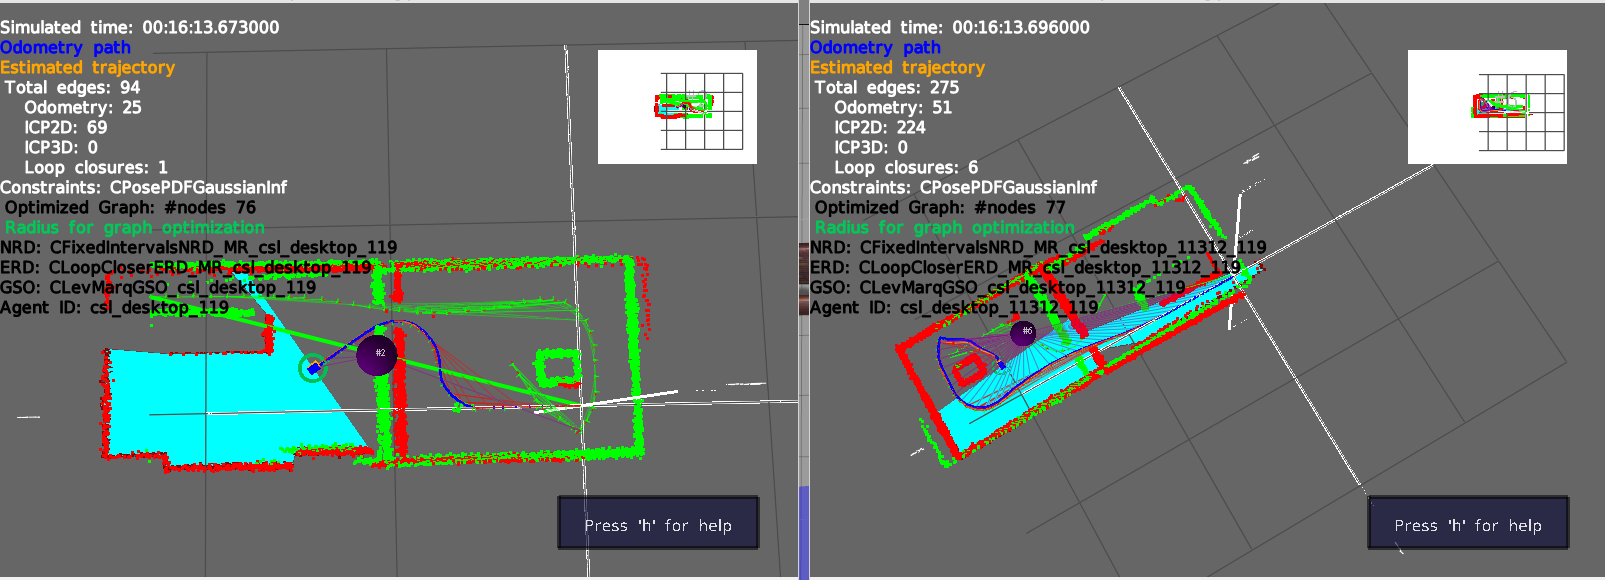 Simulated time: 00:16:13.673000
Odometry path
Estimated trajectory
Total edges: 94
Odometry: 25
ICP2D: 69
ICP3D: 0
Loop closures: 1
Constraints: CPosePDFGaussianInf
Optimized Graph: #nodes 76
Radius for graph optimization
NRD: CFixedIntervalsNRD_MR_csl_desktop_119
ERD: CLoopCloserERD_MR_csl_desktop_119
GSO: CLevMarqGSO_csl_desktop_119
Agent ID: csl_desktop_119
#2
Press 'h' for help
Simulated time: 00:16:13.696000
Odometry path
Estimated trajectory
Total edges: 275
Odometry: 51
ICP2D: 224
ICP3D: 0
Loop closures: 6
Constraints: CPosePDFGaussianInf
Optimized Graph: #nodes 77
Radius for graph optimization
NRD: CFixedIntervalsNRD_MR_csl_desktop_11312_119
ERD: CLoopCloserERD_MR_csl_desktop_11312_119
GSO: CLevMarqGSO_csl_desktop_11312_119
Agent ID: csl_desktop_11312_119
#6
Press 'h' for help